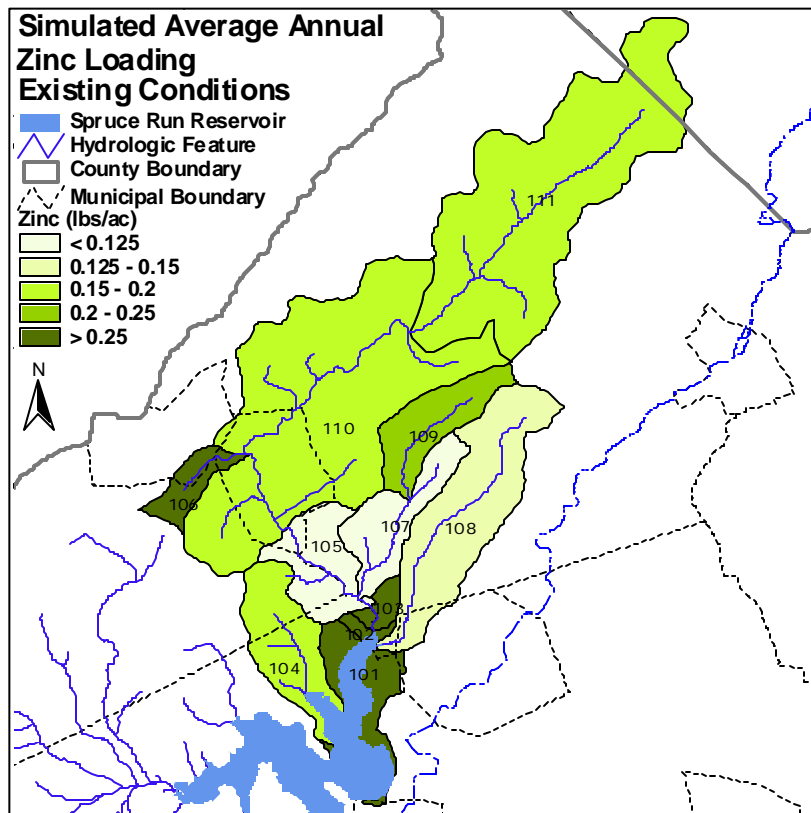 Simulated Average Annual
Zinc Loading
Existing Conditions
Spruce Run Reservoir
Hydrologic Feature
County Boundary
Municipal Boundary
Zinc (lbs/ac)
< 0.125
0.125 - 0.15
0.15 - 0.2
0.2 - 0.25
> 0.25
N
111
110
109
106
107
108
105
103
102
104
101